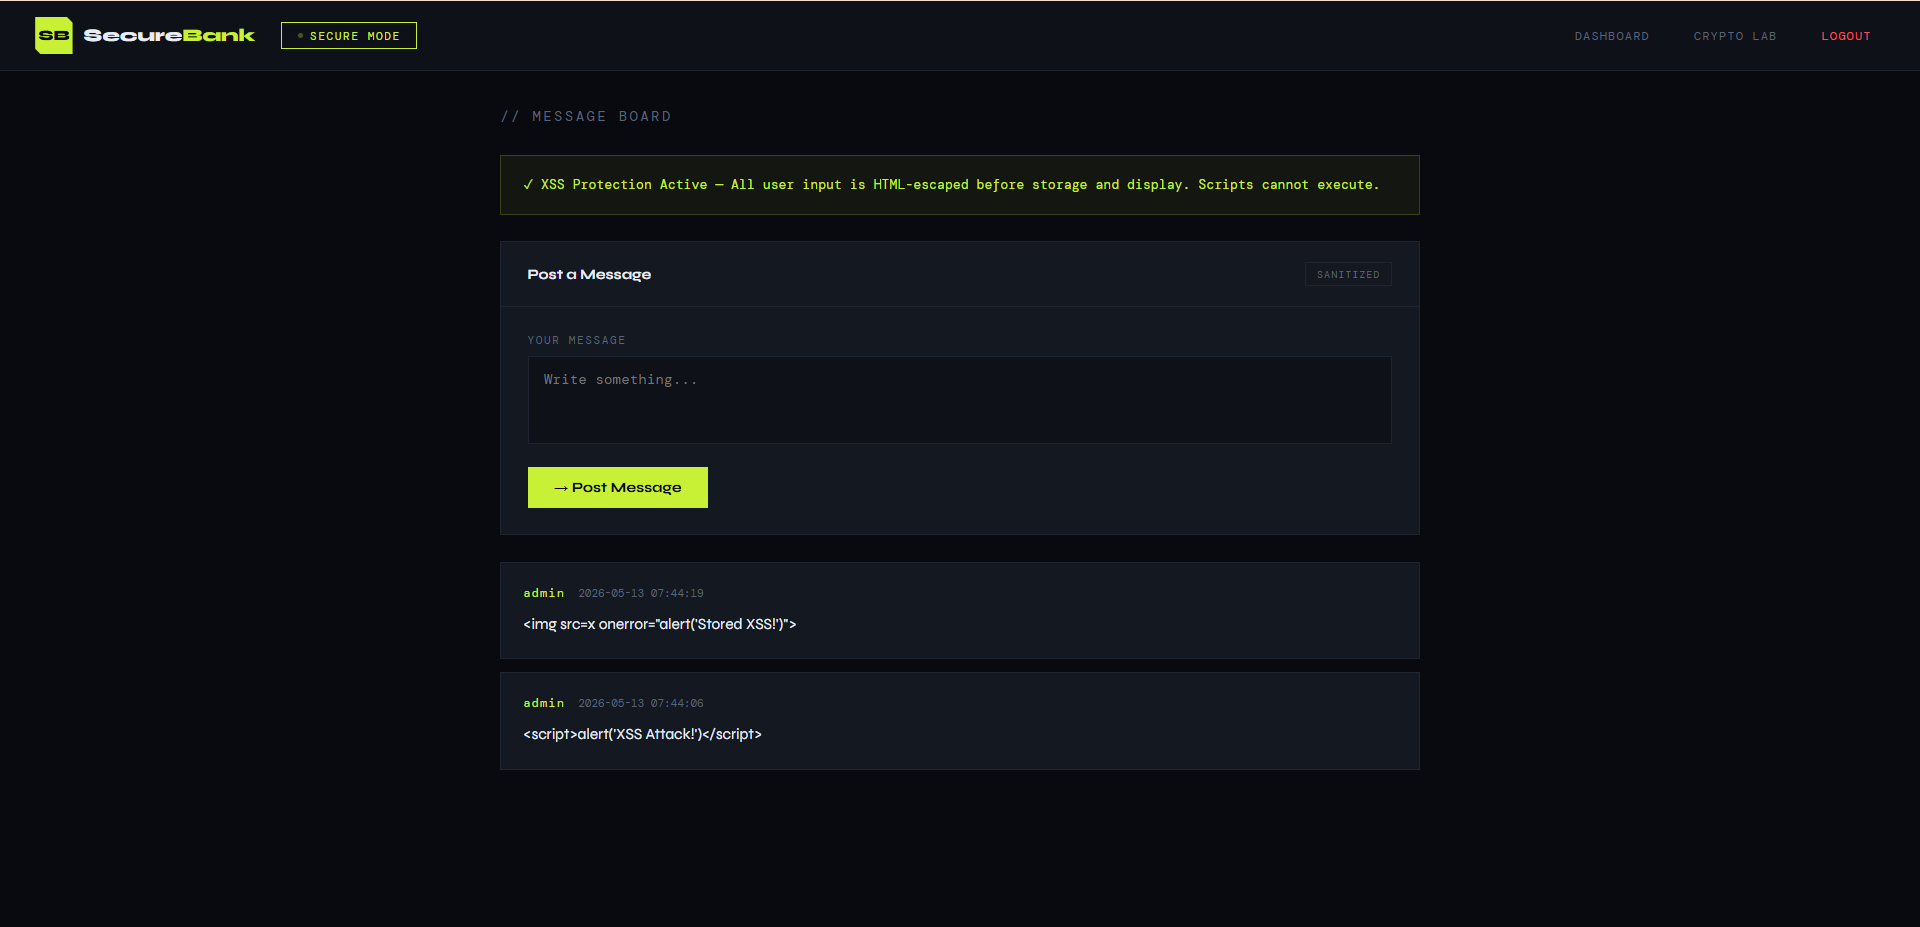 SB SecureBank
SECURE MODE
DASHBOARD
CRYPTO LAB
LOGOUT
// MESSAGE BOARD
✓ XSS Protection Active — All user input is HTML-escaped before storage and display. Scripts cannot execute.
Post a Message
SANITIZED
YOUR MESSAGE
Write something...
→ Post Message
admin 2026-05-13 07:44:19
<img src=x onerror="alert('Stored XSS!')">
admin 2026-05-13 07:44:06
<script>alert('XSS Attack!')</script>